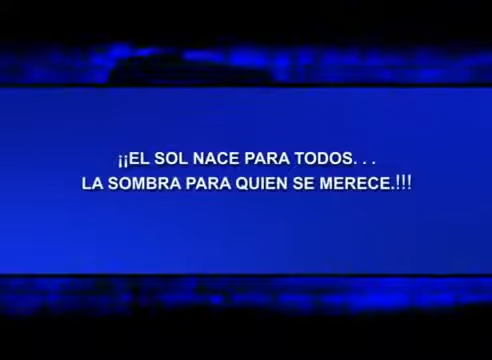 ¡¡EL SOL NACE PARA TODOS. . .
LA SOMBRA PARA QUIEN SE MERECE.!!!